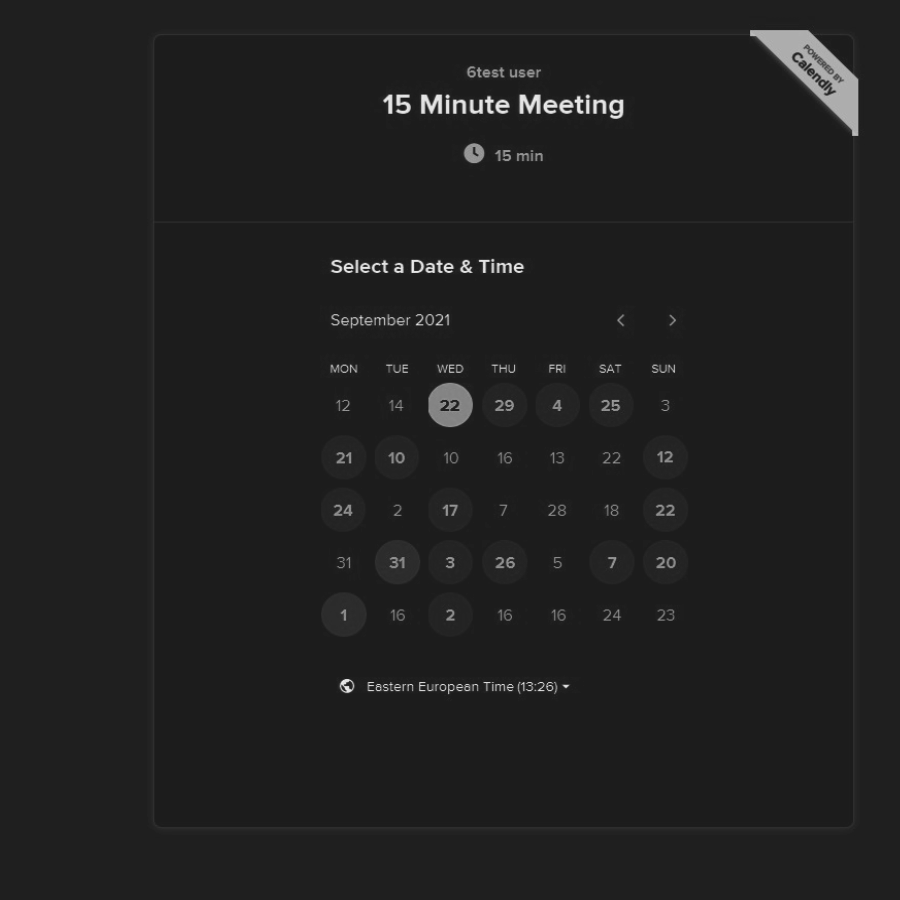 POWERED BY
Calendly
6test user
15 Minute Meeting
15 min
Select a Date & Time
September 2021
MON TUE WED THU FRI SAT SUN
12 14 22 29 4 25 3
21 10 10 16 13 22 12
24 2 17 7 28 18 22
31 31 3 26 5 7 20
1 16 2 16 16 24 23
Eastern European Time (13:26)